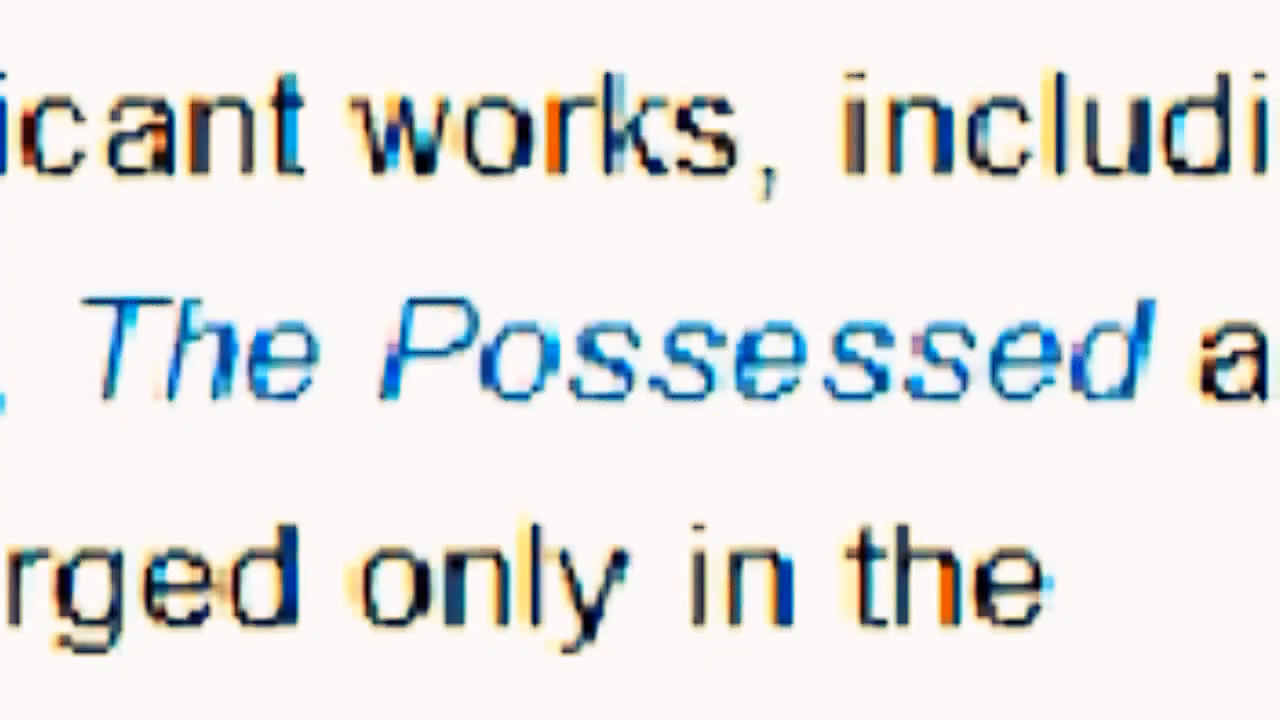 icant works, includi
, The Possessed a
rged only in the